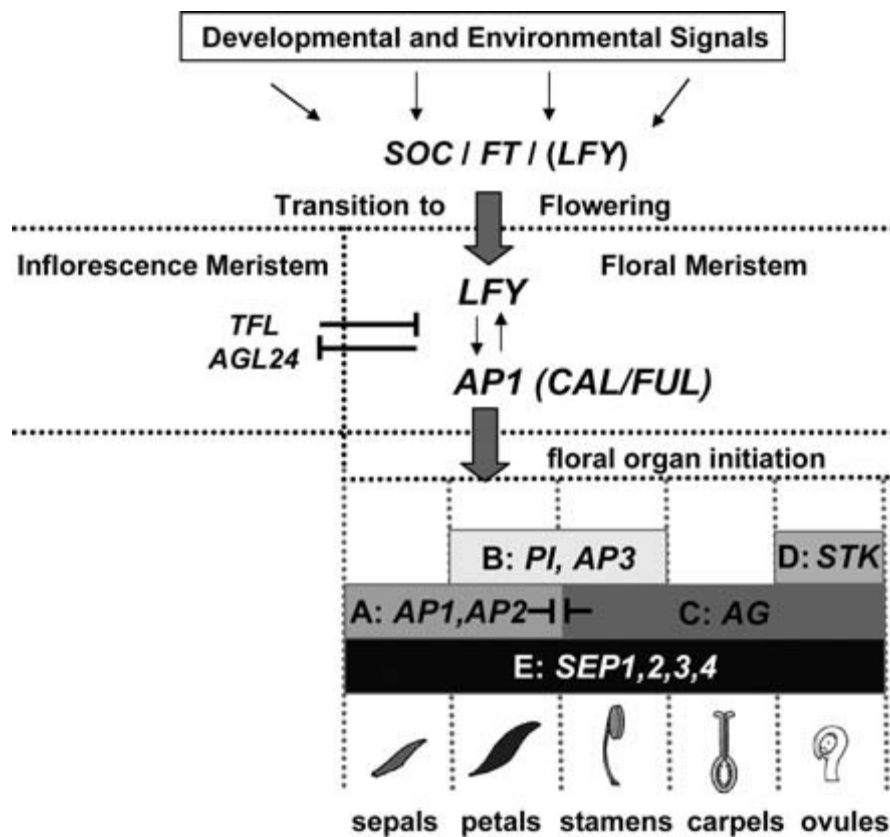 Developmental and Environmental Signals
SOC / FT / (LFY)
Transition to Flowering
Inflorescence Meristem
Floral Meristem
LFY
TFL
AGL24
AP1 (CAL/FUL)
floral organ initiation
B: PI, AP3
D: STK
A: AP1,AP2
C: AG
E: SEP1,2,3,4
sepals petals stamens carpels ovules